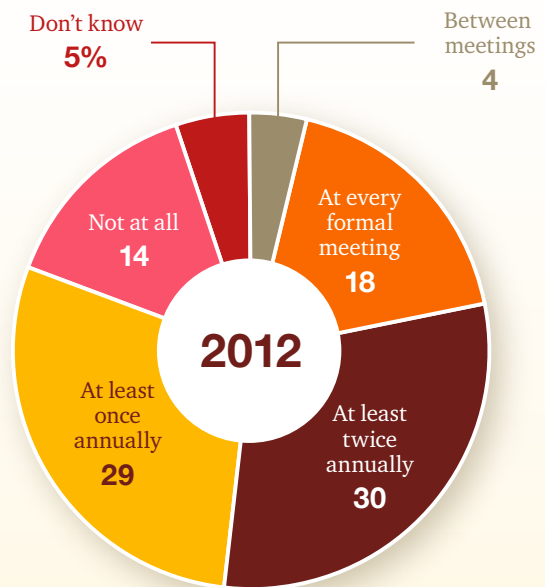 Don’t know
5%
Between
meetings
4
At every
formal
meeting
18
Not at all
14
2012
At least
once
annually
29
At least
twice
annually
30